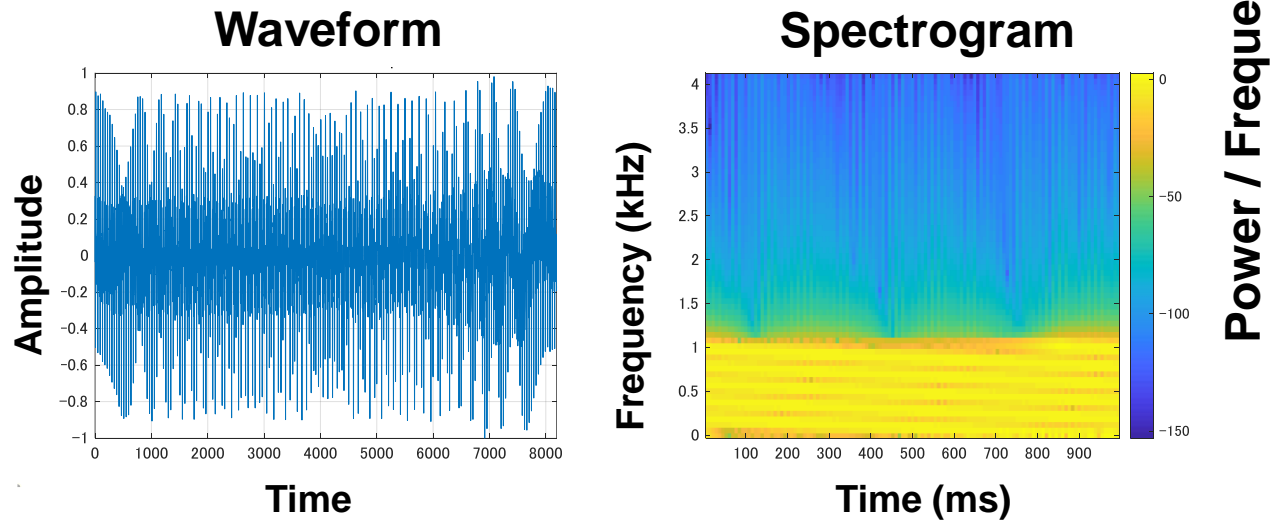 Waveform
Amplitude
1
0.8
0.6
0.4
0.2
0
−0.2
−0.4
−0.6
−0.8
−1
0 1000 2000 3000 4000 5000 6000 7000 8000
Time
Spectrogram
Frequency (kHz)
4
3.5
3
2.5
2
1.5
1
0.5
0
100 200 300 400 500 600 700 800 900
Time (ms)
0
−50
−100
−150
Power / Freque